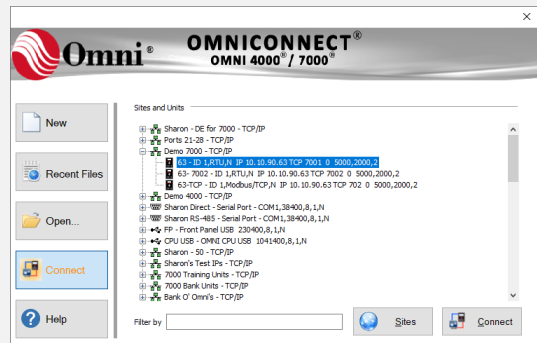 Omni®
OMNICONNECT®
OMNI 4000®/ 7000®
New
Recent Files
Open...
Connect
Help
Sites and Units
Sharon - DE for 7000 - TCP/IP
Ports 21-28 - TCP/IP
Demo 7000 - TCP/IP
63 - ID 1,RTU,N IP 10.10.90.63 TCP 7001 0 5000,2000,2
63- 7002 - ID 1,RTU,N IP 10.10.90.63 TCP 7002 0 5000,2000,2
63-TCP - ID 1,Modbus/TCP,N IP 10.10.90.63 TCP 702 0 5000,2000,2
Demo 4000 - TCP/IP
Sharon Direct - Serial Port - COM1,38400,8,1,N
Sharon RS-485 - Serial Port - COM1,38400,8,1,N
FP - Front Panel USB 230400,8,1,N
CPU USB - OMNI CPU USB 1041400,8,1,N
Sharon - 50 - TCP/IP
Sharon's Test IPs - TCP/IP
7000 Training Units - TCP/IP
7000 Bank Units - TCP/IP
Bank O' Omni's - TCP/IP
Filter by
Sites
Connect